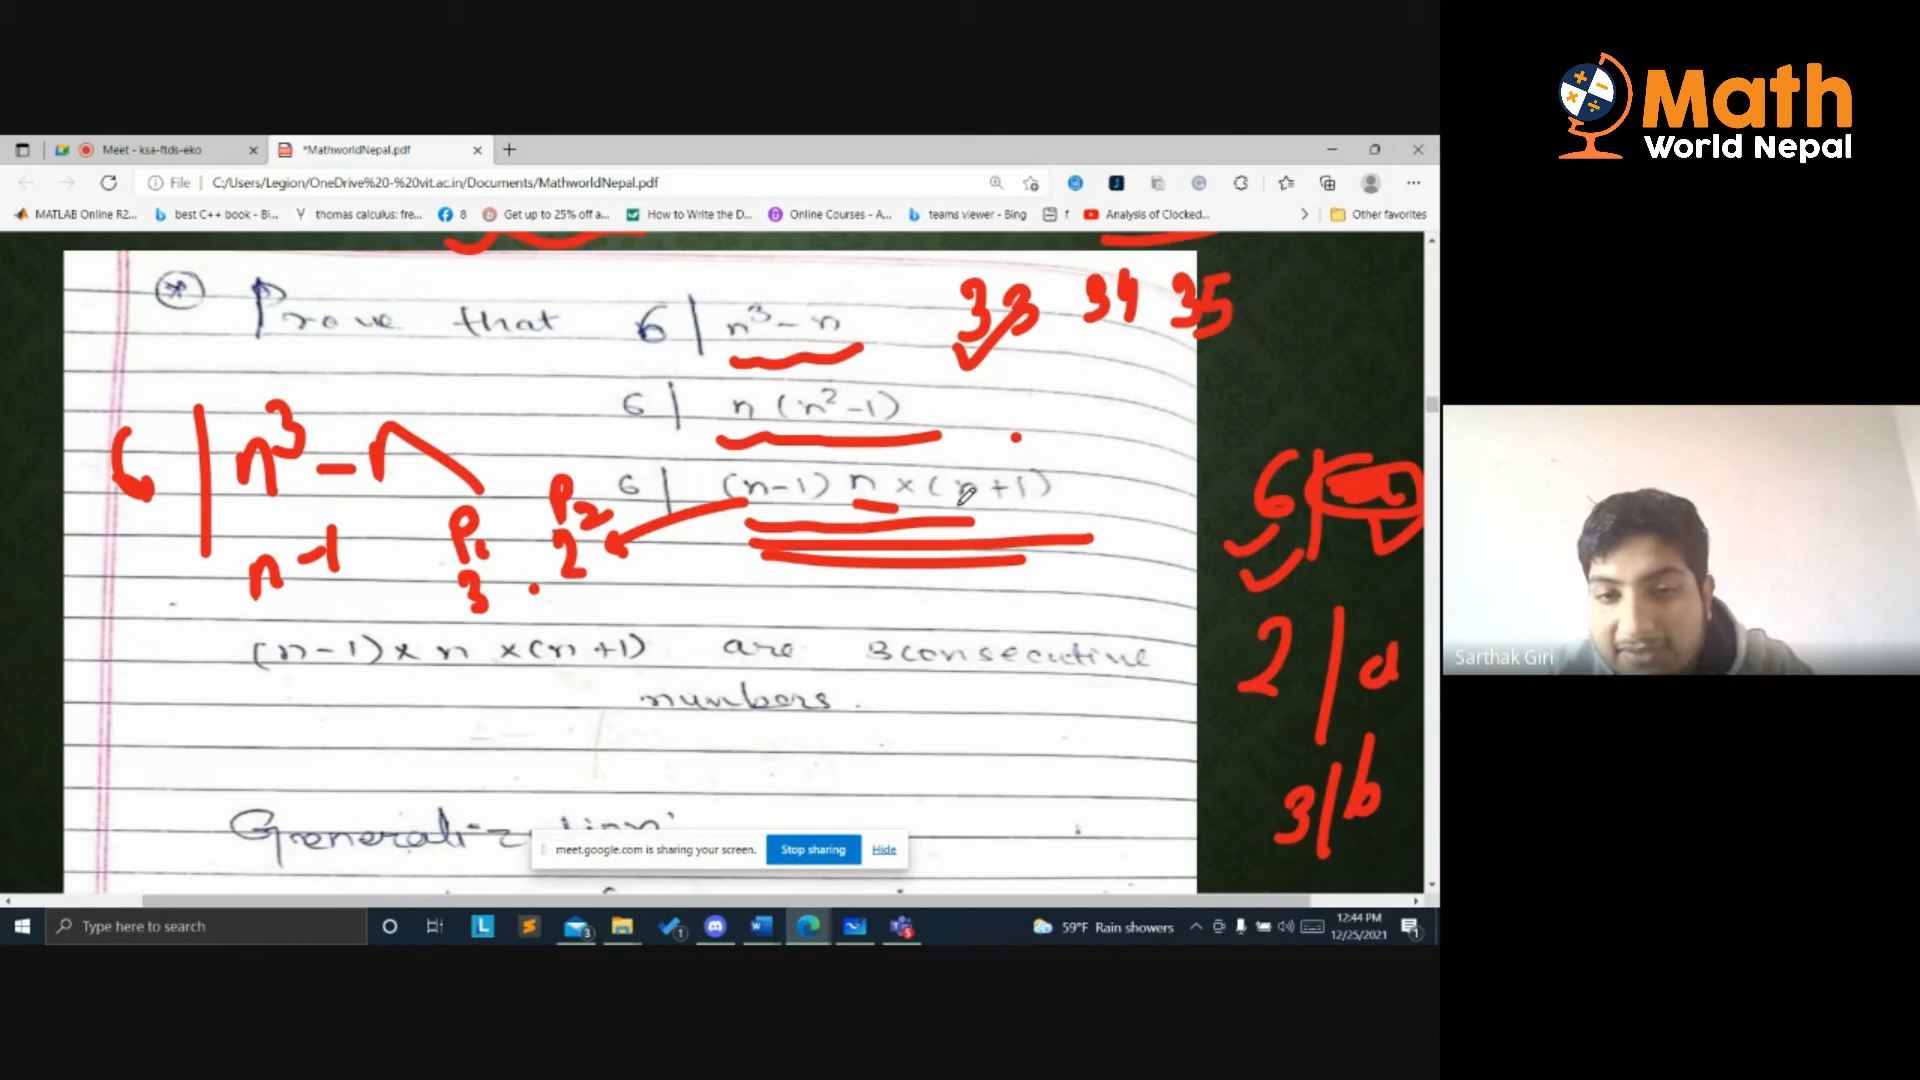 Math
World Nepal
Meet - ksa-ftds-eko
*MathworldNepal.pdf
File
C:/Users/Legion/OneDrive%20-%20vit.ac.in/Documents/MathworldNepal.pdf
MATLAB Online R2...
best C++ book - Bi...
thomas calculus: fre...
8
Get up to 25% off a...
How to Write the D...
Online Courses - A...
teams viewer - Bing
f
Analysis of Clocked...
Other favorites
Prove that 6 | n³ - n
33 34 35
6 | n (n² - 1)
6 | n³ - n
6 | (n-1) n × (n+1)
n-1
P₁ P₂
3 . 2
6 |
2 / a
3 / b
(n-1) × n × (n+1) are 3 consecutive
numbers.
meet.google.com is sharing your screen.
Stop sharing
Hide
Sarthak Giri
Type here to search
59°F Rain showers
12:44 PM
12/25/2021